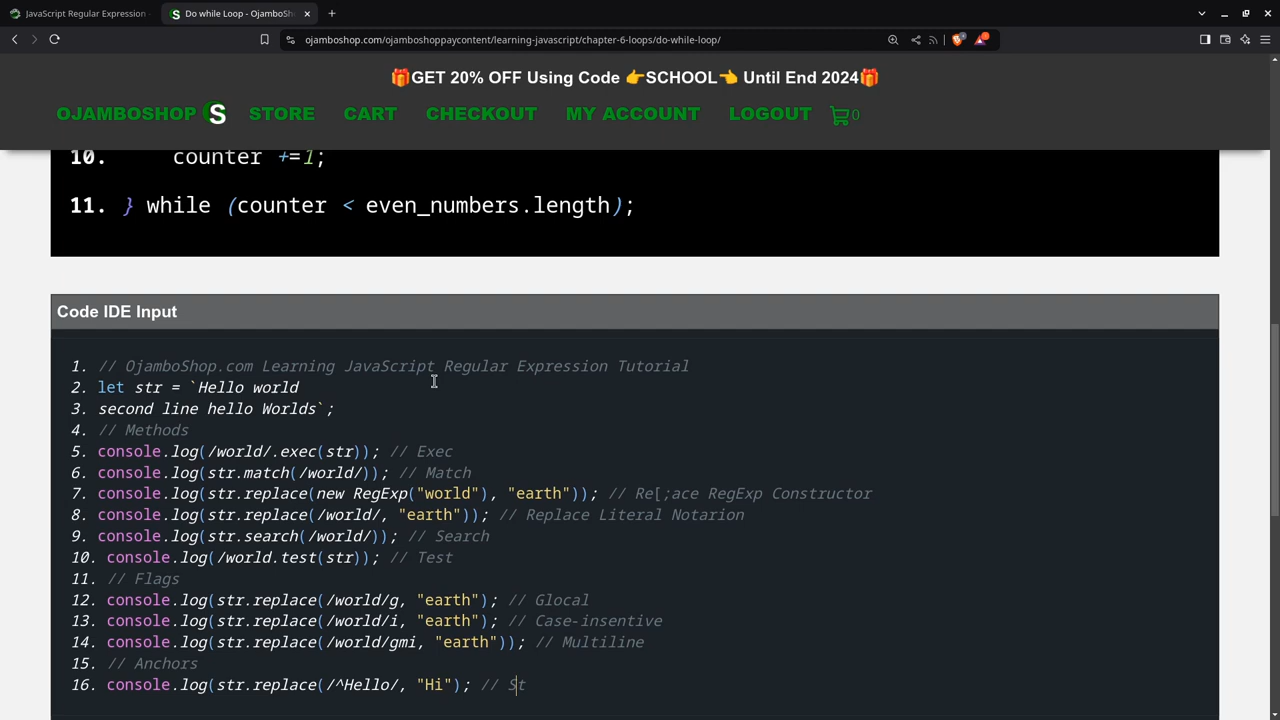 JavaScript Regular Expression
Do while Loop - OjamboSh
ojamboshop.com/ojamboshoppaycontent/learning-javascript/chapter-6-loops/do-while-loop/
🎁GET 20% OFF Using Code 👉SCHOOL👈 Until End 2024🎁
OJAMBOSHOP S STORE CART CHECKOUT MY ACCOUNT LOGOUT 0
10. counter +=1;
11. } while (counter < even_numbers.length);
Code IDE Input
1. // OjamboShop.com Learning JavaScript Regular Expression Tutorial
2. let str = `Hello world
3. second line hello Worlds`;
4. // Methods
5. console.log(/world/.exec(str)); // Exec
6. console.log(str.match(/world/)); // Match
7. console.log(str.replace(new RegExp("world"), "earth")); // Re[;ace RegExp Constructor
8. console.log(str.replace(/world/, "earth")); // Replace Literal Notarion
9. console.log(str.search(/world/)); // Search
10. console.log(/world.test(str)); // Test
11. // Flags
12. console.log(str.replace(/world/g, "earth"); // Glocal
13. console.log(str.replace(/world/i, "earth"); // Case-insentive
14. console.log(str.replace(/world/gmi, "earth")); // Multiline
15. // Anchors
16. console.log(str.replace(/^Hello/, "Hi"); // St